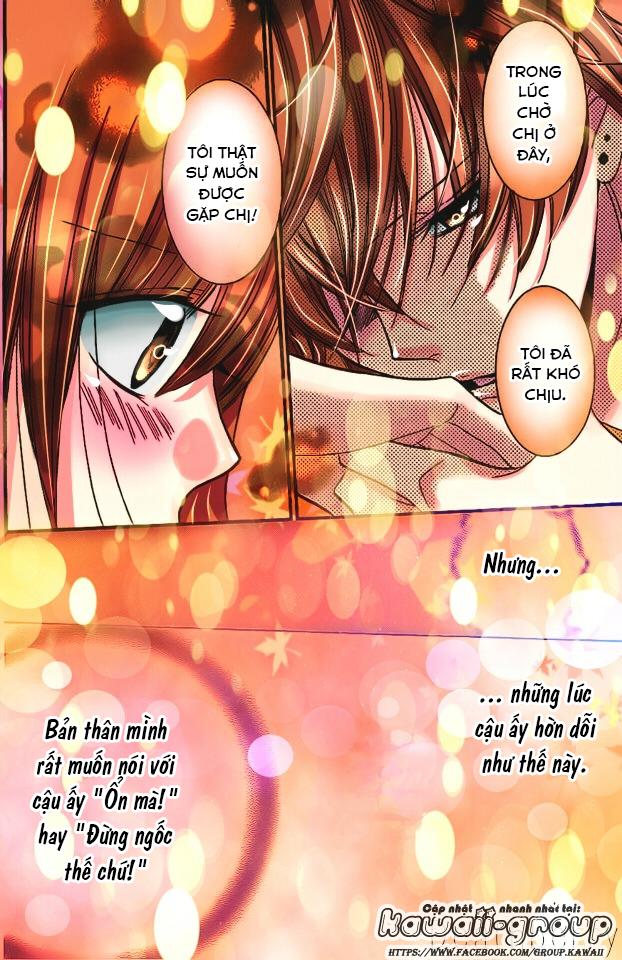 TRONG
LÚC
CHỜ
CHỊ Ở
ĐÂY,
TÔI ĐÃ
RẤT KHÓ
CHỊU.
TÔI THẬT
SỰ MUỐN
ĐƯỢC
GẶP CHỊ!
Nhưng...
... những lúc
cậu ấy hờn dỗi
như thế này.
Bản thân mình
rất muốn nói với
cậu ấy "Ổn mà!"
hay "Đừng ngốc
thế chứ!"
Cập nhật nhanh nhất tại:
kawaii-group
HTTPS://WWW.FACEBOOK.COM/GROUP.KAWAII